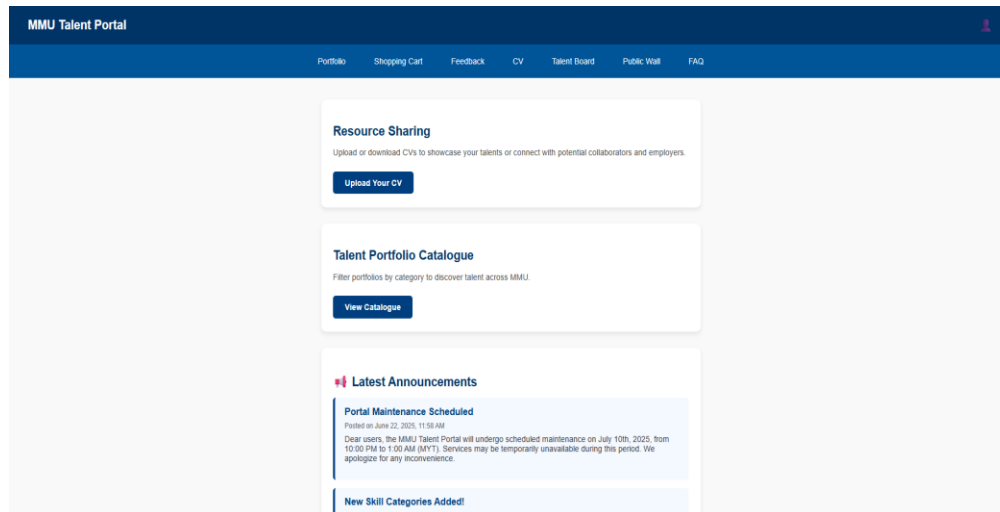 MMU Talent Portal
Portfolio Shopping Cart Feedback CV Talent Board Public Wall FAQ
Resource Sharing
Upload or download CVs to showcase your talents or connect with potential collaborators and employers.
Upload Your CV
Talent Portfolio Catalogue
Filter portfolios by category to discover talent across MMU.
View Catalogue
Latest Announcements
Portal Maintenance Scheduled
Posted on June 22, 2025, 11:58 AM
Dear users, the MMU Talent Portal will undergo scheduled maintenance on July 10th, 2025, from
10:00 PM to 1:00 AM (MYT). Services may be temporarily unavailable during this period. We
apologize for any inconvenience.
New Skill Categories Added!